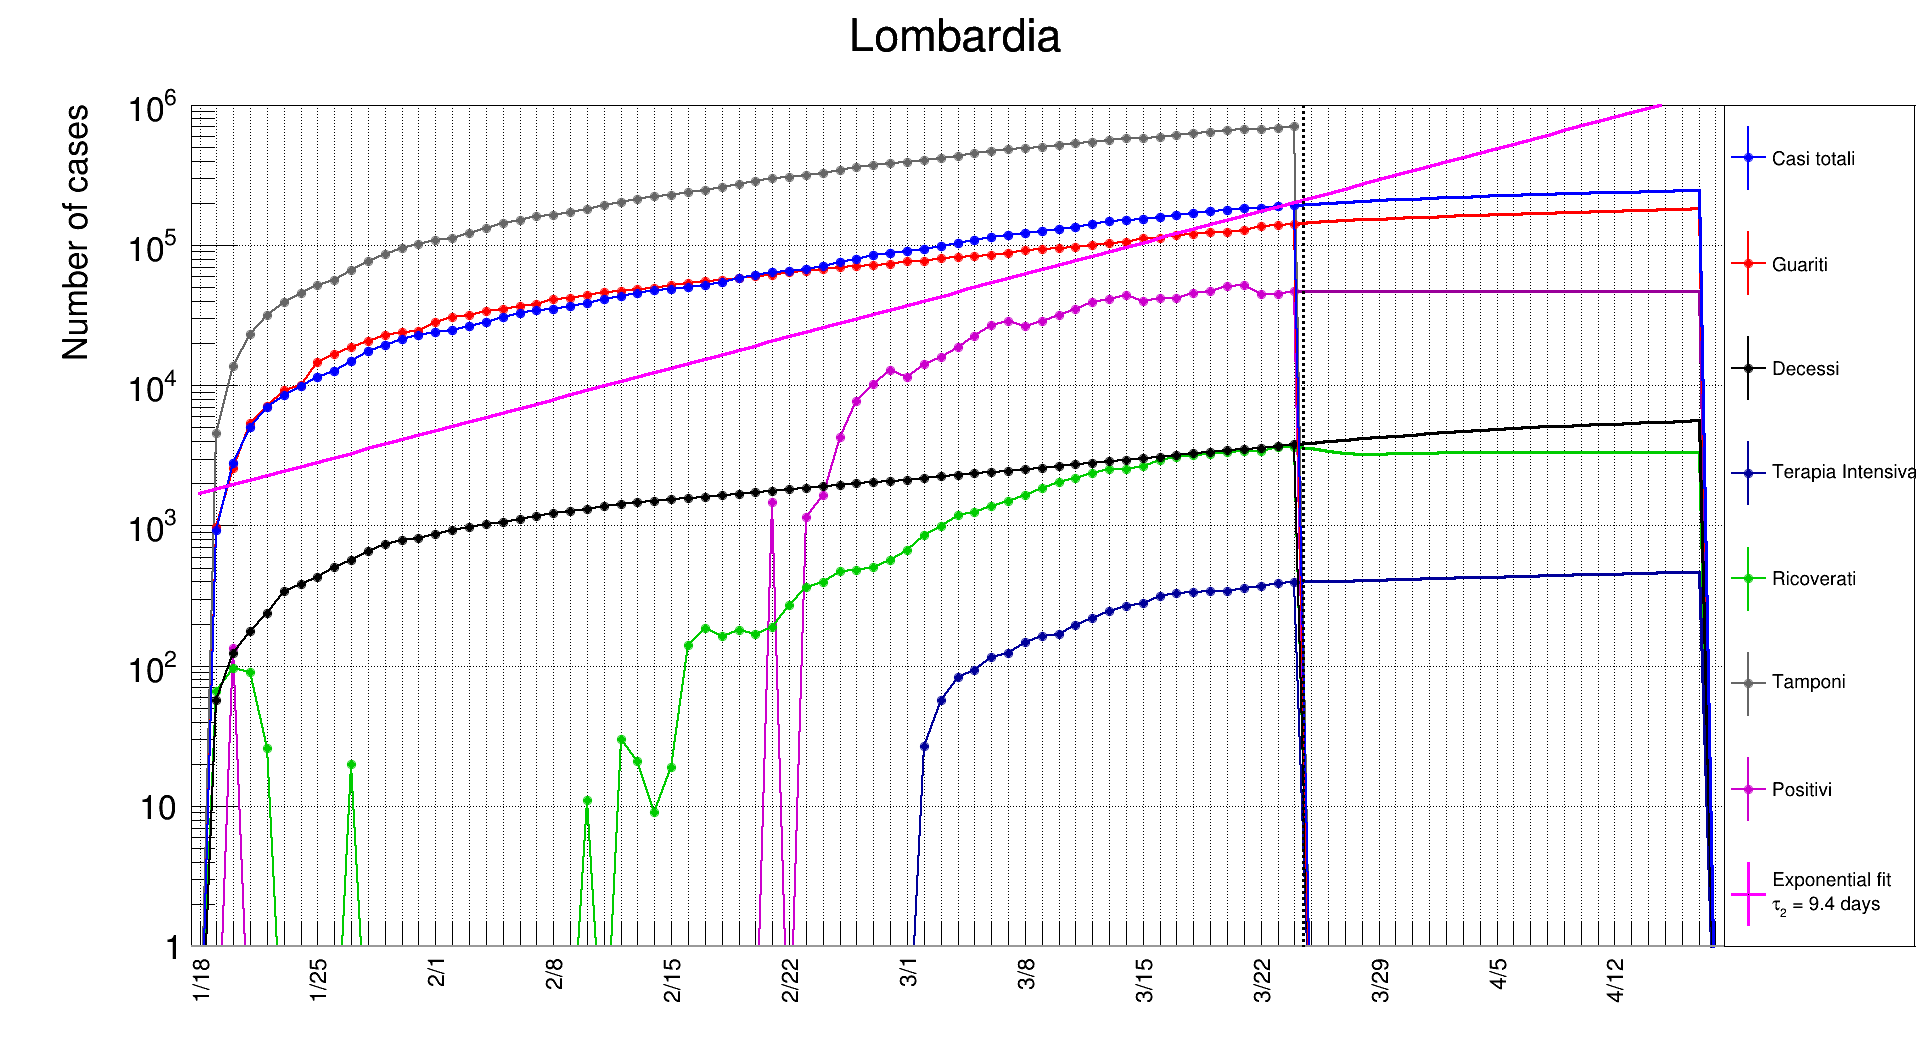 Lombardia
Number of cases
10^6
10^5
10^4
10^3
10^2
10
1
1/18
1/25
2/1
2/8
2/15
2/22
3/1
3/8
3/15
3/22
3/29
4/5
4/12
Casi totali
Guariti
Decessi
Terapia Intensiva
Ricoverati
Tamponi
Positivi
Exponential fit
τ₂ = 9.4 days